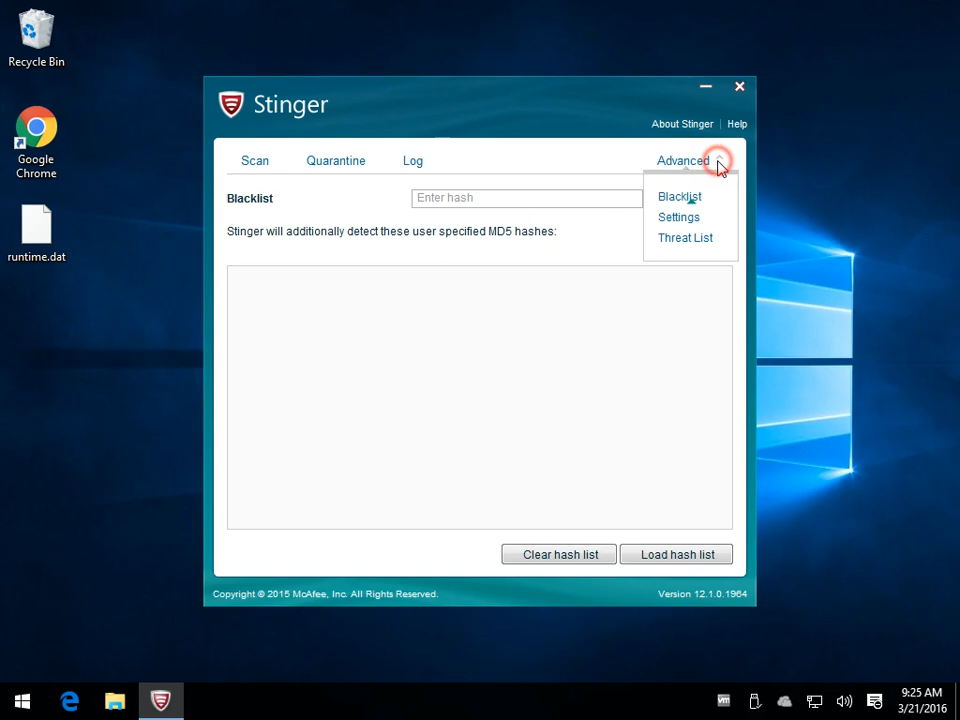 Recycle Bin
Google
Chrome
runtime.dat
Stinger
About Stinger | Help
Scan Quarantine Log Advanced
Blacklist Enter hash
Blacklist
Settings
Threat List
Stinger will additionally detect these user specified MD5 hashes:
Clear hash list Load hash list
Copyright © 2015 McAfee, Inc. All Rights Reserved. Version 12.1.0.1964
vm
9:25 AM
3/21/2016